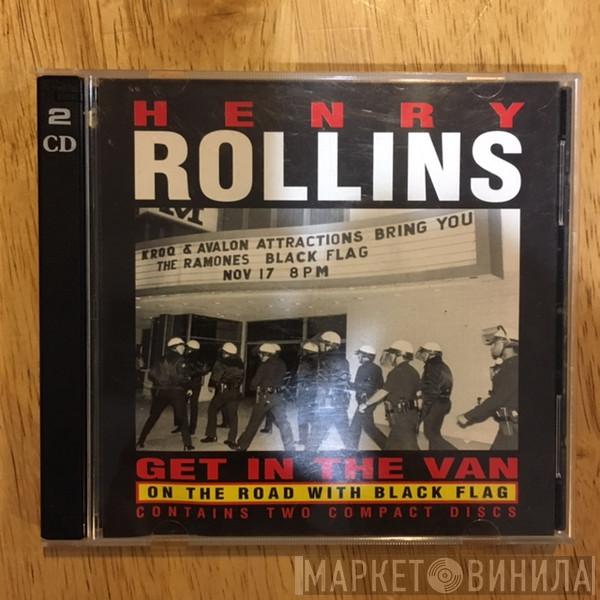 2
CD
HENRY
ROLLINS
M
KROQ & AVALON ATTRACTIONS BRING YOU
THE RAMONES BLACK FLAG
NOV 17 8PM
GET IN THE VAN
ON THE ROAD WITH BLACK FLAG
CONTAINS TWO COMPACT DISCS
МАРКЕТ ВИНИЛА